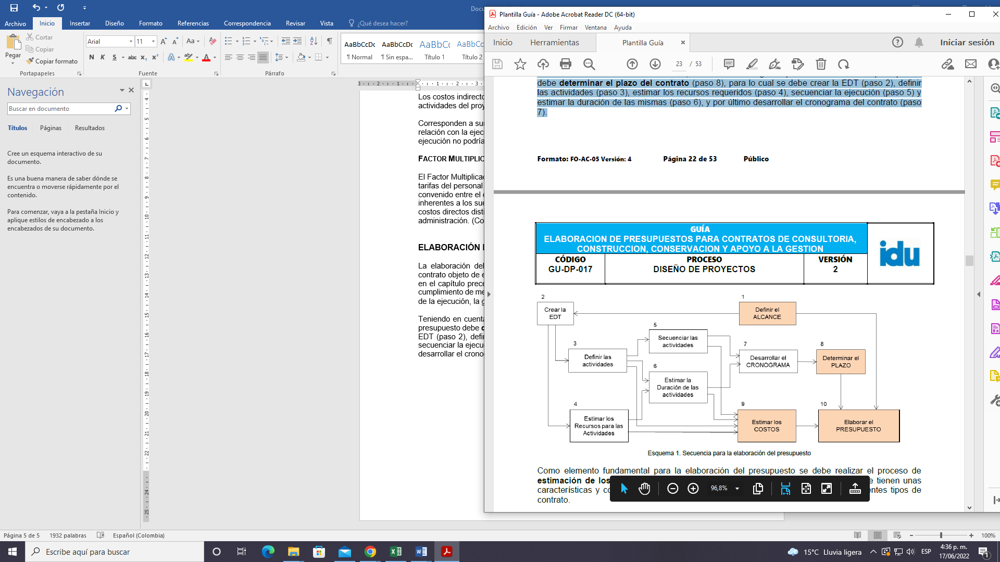 Docu
Archivo
Inicio
Insertar
Diseño
Formato
Referencias
Correspondencia
Revisar
Vista
¿Qué desea hacer?
Pegar
Cortar
Copiar
Copiar formato
Portapapeles
Arial
11
Aa
N K S abc x₂ x²
Fuente
Párrafo
AaBbCcDc
¶ Normal
AaBbCcDc
¶ Sin espa...
AaBbCc
Título 1
AaBbCcD
Título 2
Navegación
Buscar en documento
Títulos
Páginas
Resultados
Cree un esquema interactivo de su
documento.
Es una buena manera de saber dónde se
encuentra o moverse rápidamente por el
contenido.
Para comenzar, vaya a la pestaña Inicio y
aplique estilos de encabezado a los
encabezados de su documento.
Los costos indirecto
actividades del proy
Corresponden a sum
relación con la ejec
ejecución no podría
FACTOR MULTIPLIC
El Factor Multiplicad
tarifas del personal
convenido entre el c
inherentes a los sue
costos directos disti
administración. (Co
ELABORACIÓN D
La elaboración del
contrato objeto de e
en el capítulo prece
cumplimiento de me
de la ejecución, la g
Teniendo en cuenta
presupuesto debe d
EDT (paso 2), defin
secuenciar la ejecu
desarrollar el crono
Página 5 de 5
1932 palabras
Español (Colombia)
100%
Plantilla Guía - Adobe Acrobat Reader DC (64-bit)
Archivo
Edición
Ver
Firmar
Ventana
Ayuda
Inicio
Herramientas
Plantilla Guía
Iniciar sesión
23 / 53
debe determinar el plazo del contrato (paso 8), para lo cual se debe crear la EDT (paso 2), definir
las actividades (paso 3), estimar los recursos requeridos (paso 4), secuenciar la ejecución (paso 5) y
estimar la duración de las mismas (paso 6), y por último desarrollar el cronograma del contrato (paso
7).
Formato: FO-AC-05 Versión: 4
Página 22 de 53
Público
GUÍA
ELABORACION DE PRESUPUESTOS PARA CONTRATOS DE CONSULTORIA,
CONSTRUCCION, CONSERVACION Y APOYO A LA GESTION
CÓDIGO
GU-DP-017
PROCESO
DISEÑO DE PROYECTOS
VERSIÓN
2
idu
2
Crear la
EDT
1
Definir el
ALCANCE
5
Secuenciar las
actividades
3
Definir las
actividades
7
Desarrollar el
CRONOGRAMA
8
Determinar el
PLAZO
6
Estimar la
Duración de las
actividades
4
Estimar los
Recursos para las
Actividades
9
Estimar los
COSTOS
10
Elaborar el
PRESUPUESTO
Esquema 1. Secuencia para la elaboración del presupuesto
Como elemento fundamental para la elaboración del presupuesto se debe realizar el proceso de
estimación de los e tienen unas
características y co entes tipos de
contrato.
96,8%
Escribe aquí para buscar
15°C Lluvia ligera
ESP
4:36 p. m.
17/06/2022
1